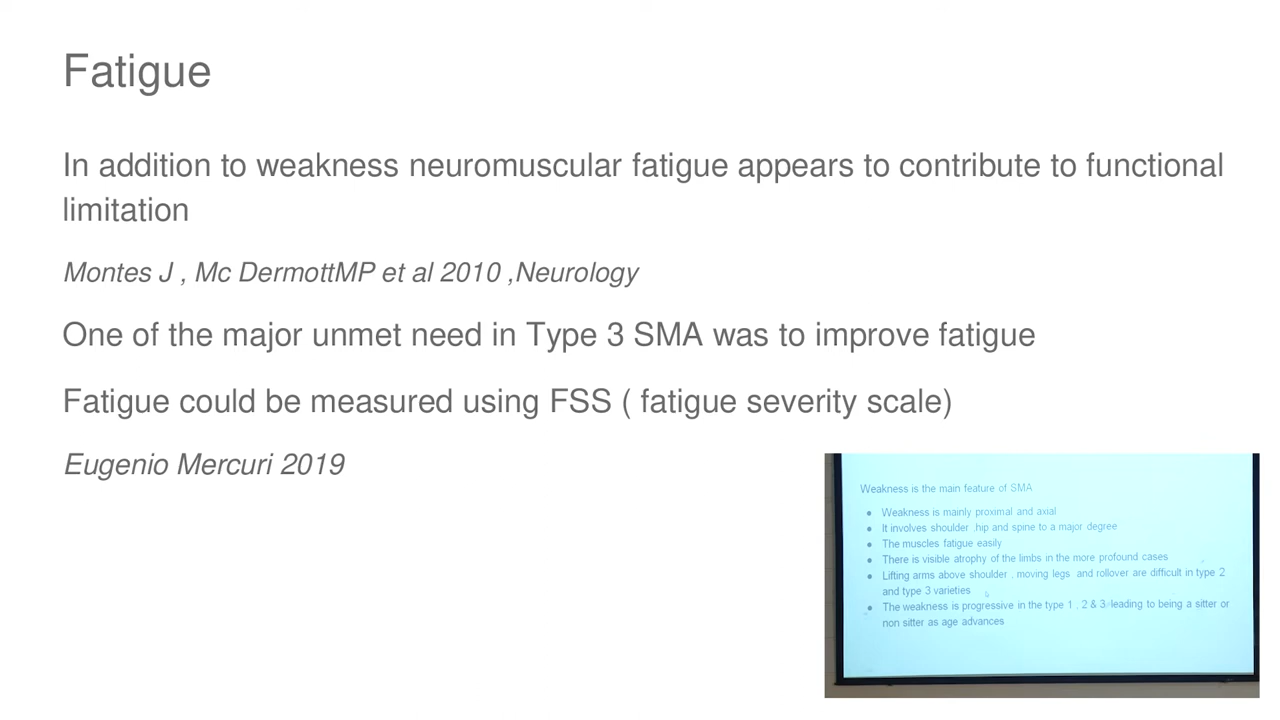 Fatigue
In addition to weakness neuromuscular fatigue appears to contribute to functional
limitation
Montes J , Mc DermottMP et al 2010 ,Neurology
One of the major unmet need in Type 3 SMA was to improve fatigue
Fatigue could be measured using FSS ( fatigue severity scale)
Eugenio Mercuri 2019
Weakness is the main feature of SMA
● Weakness is mainly proximal and axial
● It involves shoulder .hip and spine to a major degree
● The muscles fatigue easily
● There is visible atrophy of the limbs in the more profound cases
● Lifting arms above shoulder . moving legs and rollover are difficult in type 2
and type 3 varieties
● The weakness is progressive in the type 1 , 2 & 3 leading to being a sitter or
non sitter as age advances